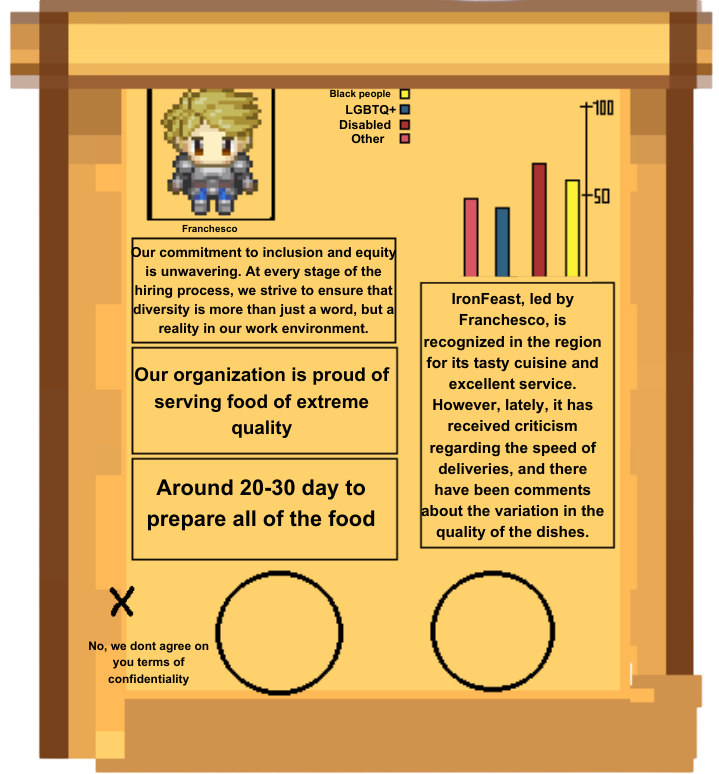 Black people
LGBTQ+
Disabled
Other
100
50
Franchesco
Our commitment to inclusion and equity
is unwavering. At every stage of the
hiring process, we strive to ensure that
diversity is more than just a word, but a
reality in our work environment.
Our organization is proud of
serving food of extreme
quality
Around 20-30 day to
prepare all of the food
IronFeast, led by
Franchesco, is
recognized in the region
for its tasty cuisine and
excellent service.
However, lately, it has
received criticism
regarding the speed of
deliveries, and there
have been comments
about the variation in the
quality of the dishes.
X
No, we dont agree on
you terms of
confidentiality